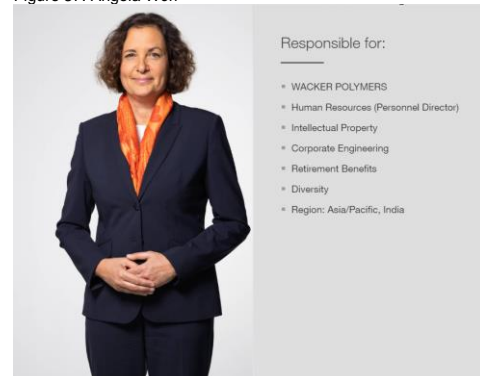 Responsible for:
WACKER POLYMERS
Human Resources (Personnel Director)
Intellectual Property
Corporate Engineering
Retirement Benefits
Diversity
Region: Asia/Pacific, India